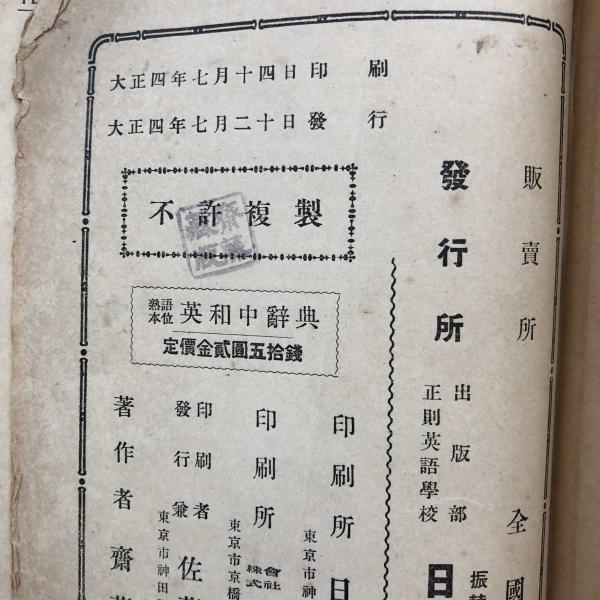 大正四年七月十四日印刷
大正四年七月二十日發行
不許複製
熟語本位 英和中辭典
定價金貳圓五拾錢
著作者 齋
發行兼印刷者 佐
東京市神田
印刷所
東京市京橋
株式會社
印刷所 日
東京市神
發行所
正則英語學校
出版部
日
販賣所
全國
振替